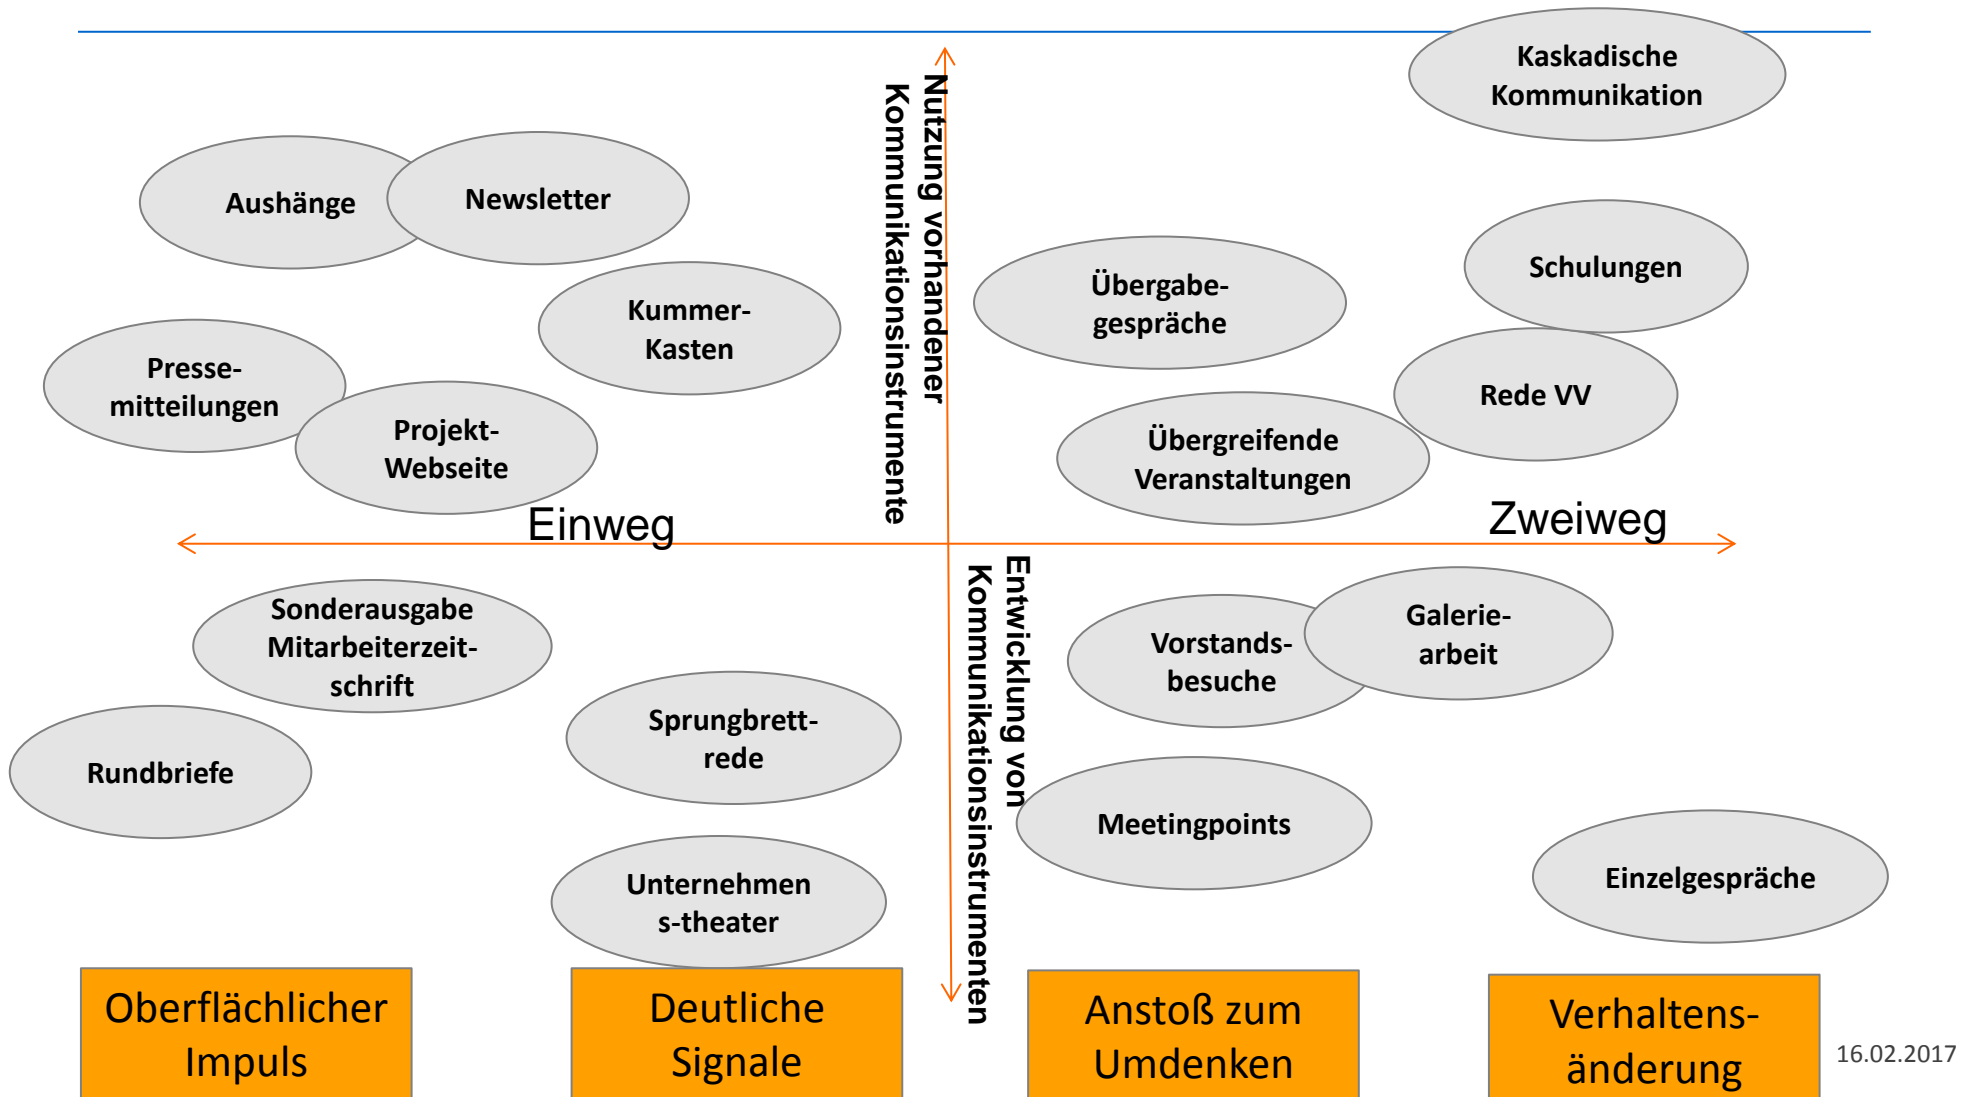 Kaskadische
Kommunikation
Nutzung vorhandener
Kommunikationsinstrumente
Aushänge
Newsletter
Kummer-
Kasten
Übergabe-
gespräche
Schulungen
Presse-
mitteilungen
Projekt-
Webseite
Rede VV
Übergreifende
Veranstaltungen
Einweg
Zweiweg
Entwicklung von
Kommunikationsinstrumenten
Sonderausgabe
Mitarbeiterzeit-
schrift
Vorstands-
besuche
Galerie-
arbeit
Rundbriefe
Sprungbrett-
rede
Meetingpoints
Unternehmen
s-theater
Einzelgespräche
Oberflächlicher
Impuls
Deutliche
Signale
Anstoß zum
Umdenken
Verhaltens-
änderung
16.02.2017